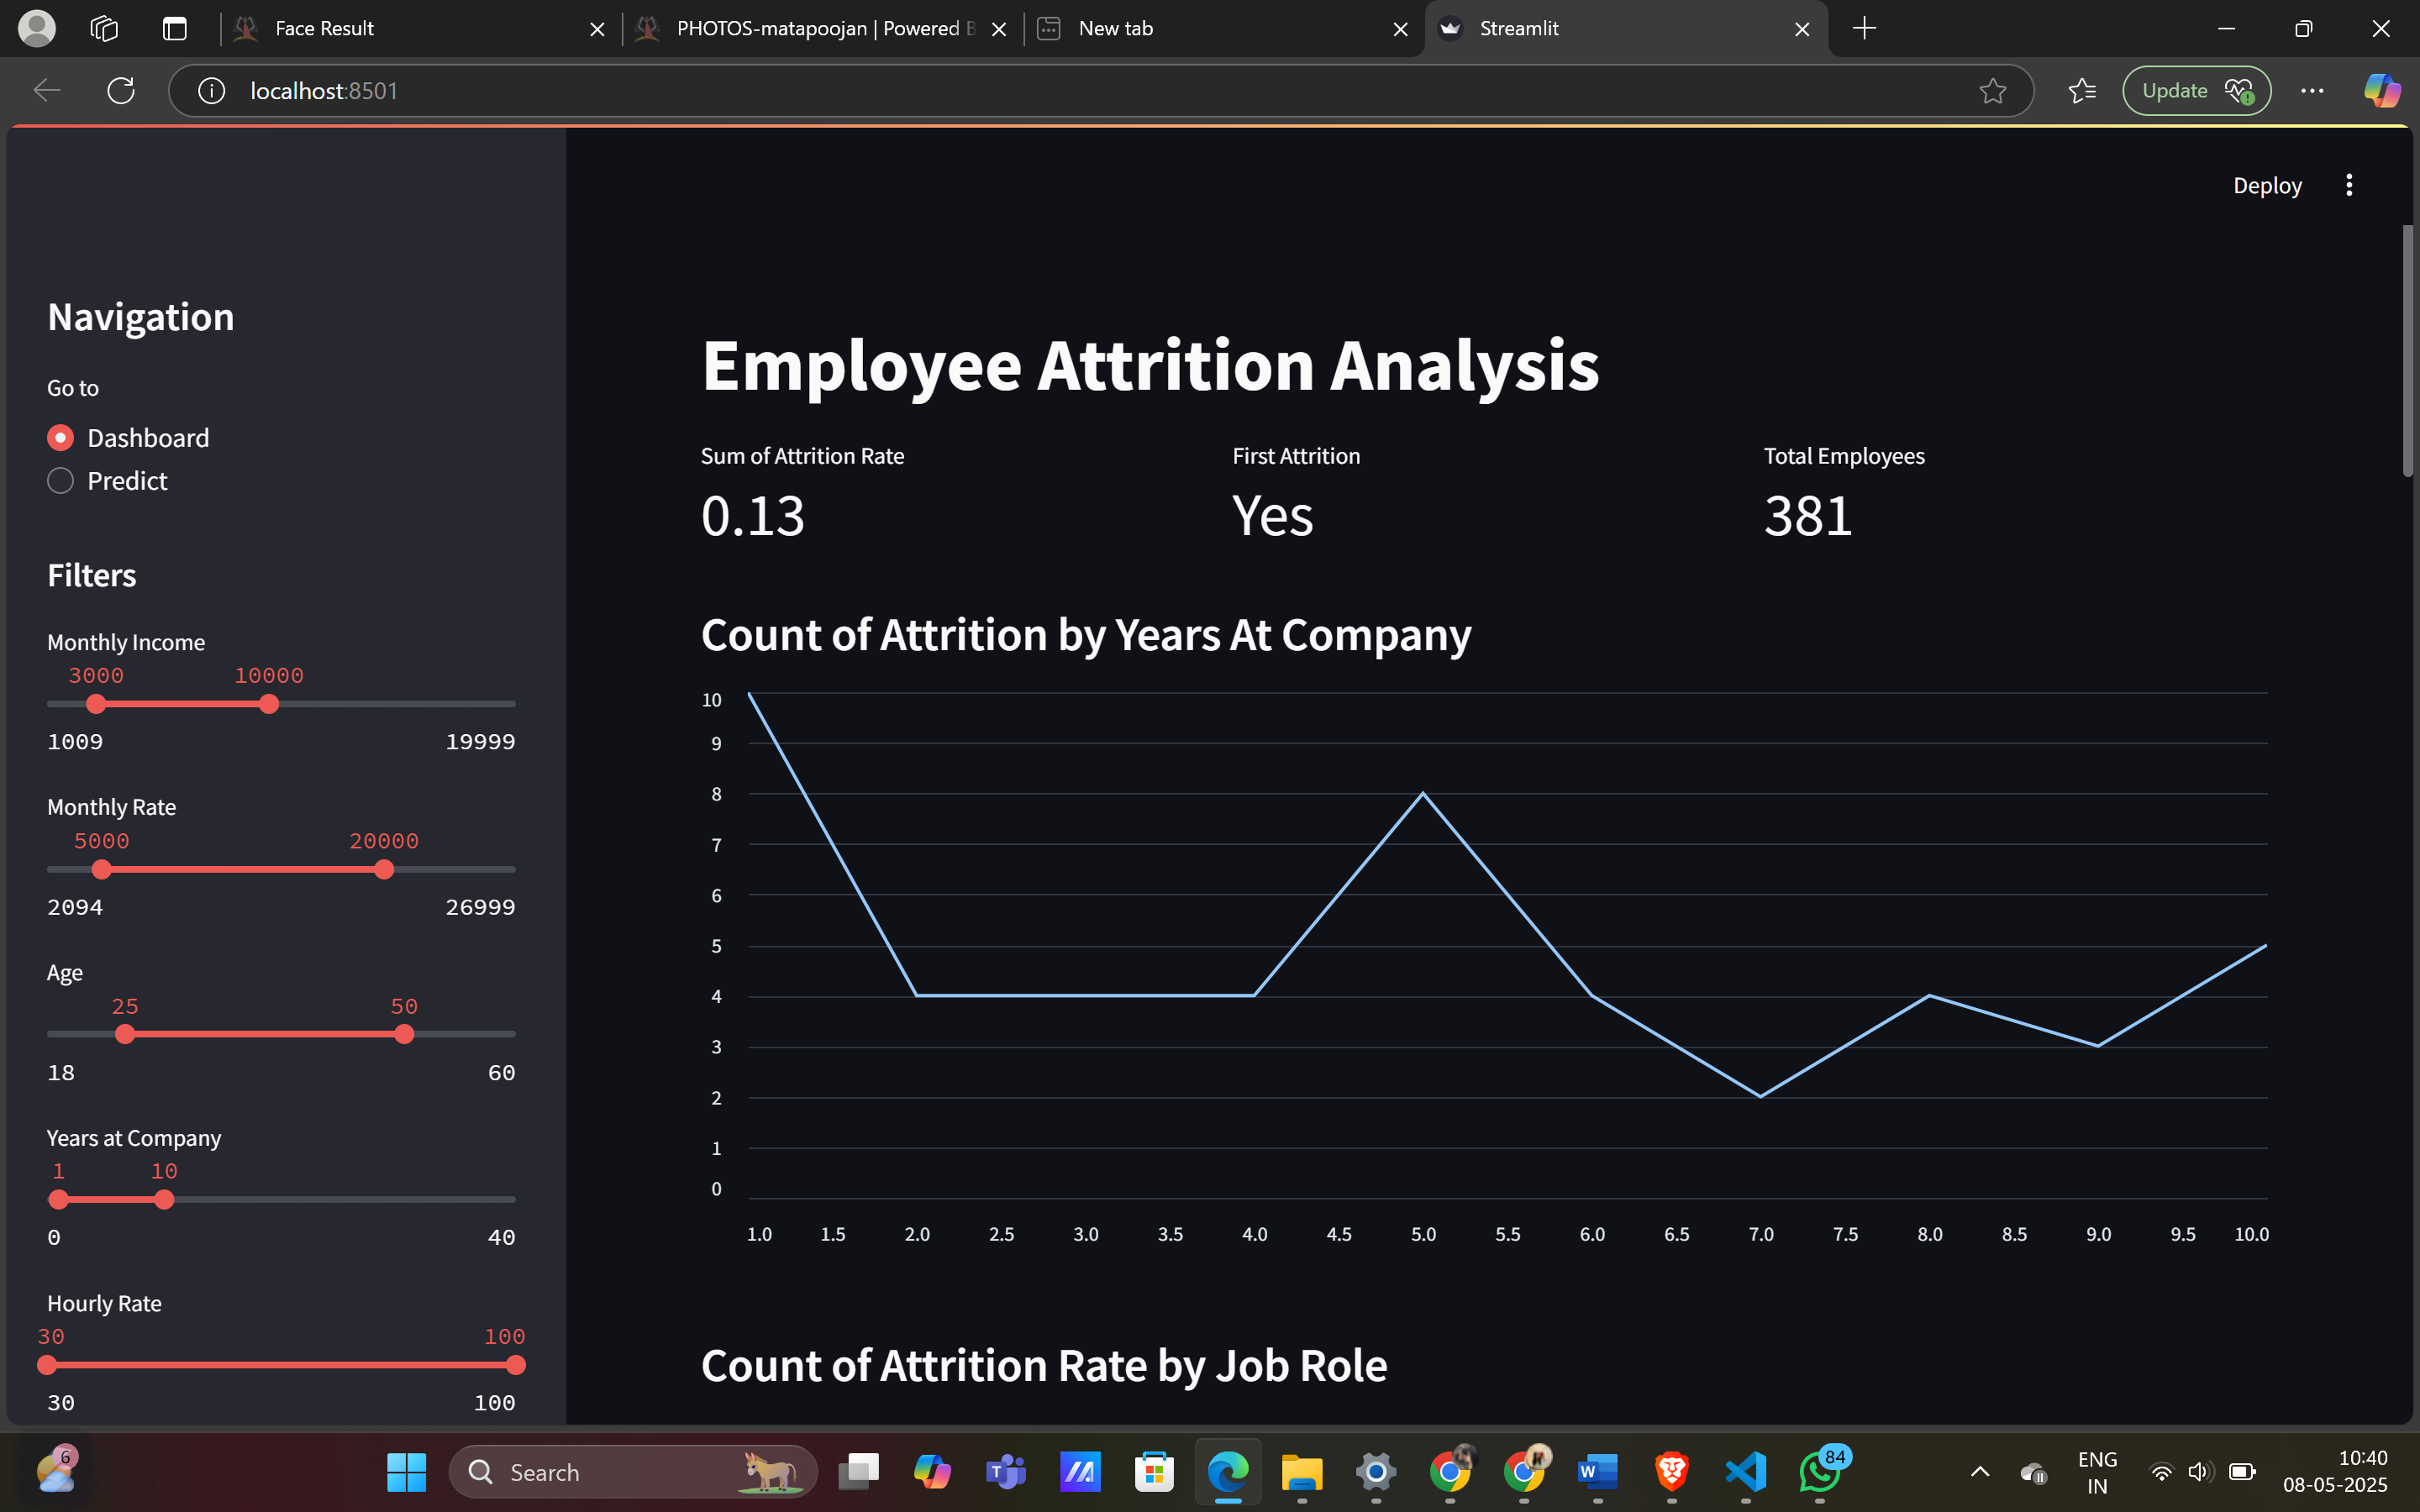 Face Result
PHOTOS-matapoojan | Powered B
New tab
Streamlit
localhost:8501
Update
Deploy
Navigation
Go to
Dashboard
Predict
Filters
Monthly Income
3000 10000
1009 19999
Monthly Rate
5000 20000
2094 26999
Age
25 50
18 60
Years at Company
1 10
0 40
Hourly Rate
30 100
30 100
Employee Attrition Analysis
Sum of Attrition Rate
0.13
First Attrition
Yes
Total Employees
381
Count of Attrition by Years At Company
10
9
8
7
6
5
4
3
2
1
0
1.0 1.5 2.0 2.5 3.0 3.5 4.0 4.5 5.0 5.5 6.0 6.5 7.0 7.5 8.0 8.5 9.0 9.5 10.0
Count of Attrition Rate by Job Role
6
Search
T
W
84
ENG
IN
10:40
08-05-2025